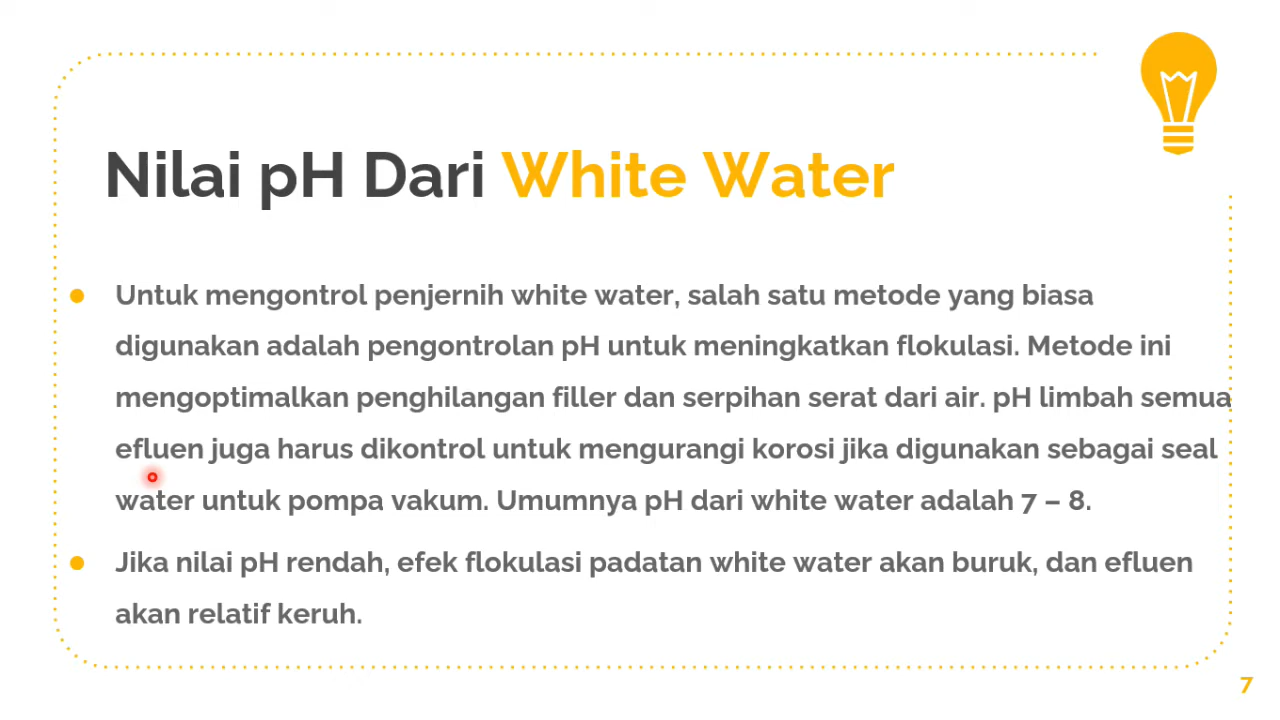 Nilai pH Dari White Water
Untuk mengontrol penjernih white water, salah satu metode yang biasa
digunakan adalah pengontrolan pH untuk meningkatkan flokulasi. Metode ini
mengoptimalkan penghilangan filler dan serpihan serat dari air. pH limbah semua
efluen juga harus dikontrol untuk mengurangi korosi jika digunakan sebagai seal
water untuk pompa vakum. Umumnya pH dari white water adalah 7 – 8.
Jika nilai pH rendah, efek flokulasi padatan white water akan buruk, dan efluen
akan relatif keruh.
7